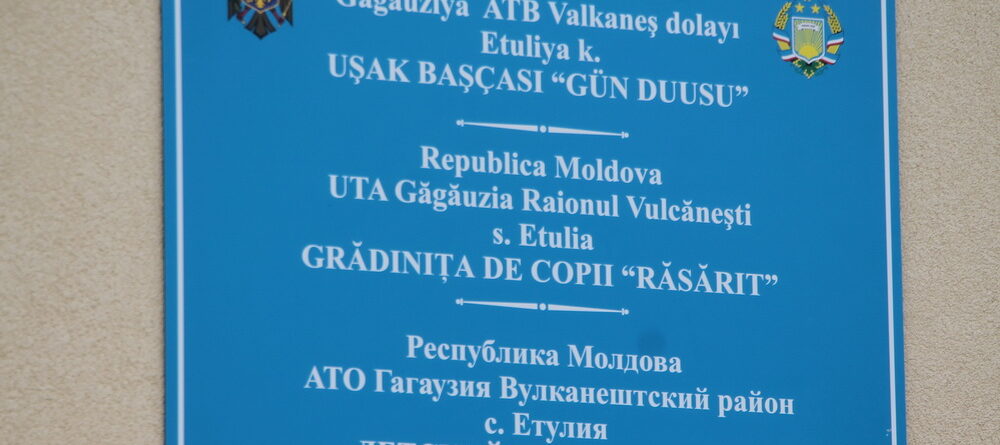 Gagauziya ATB Valkaneş dolayı
Etuliya k.
UŞAK BAŞÇASI “GÜN DUUSU”
Republica Moldova
UTA Găgăuzia Raionul Vulcăneşti
s. Etulia
GRĂDINIȚA DE COPII “RĂSĂRIT”
Республика Молдова
АТО Гагаузия Вулканештский район
с. Етулия